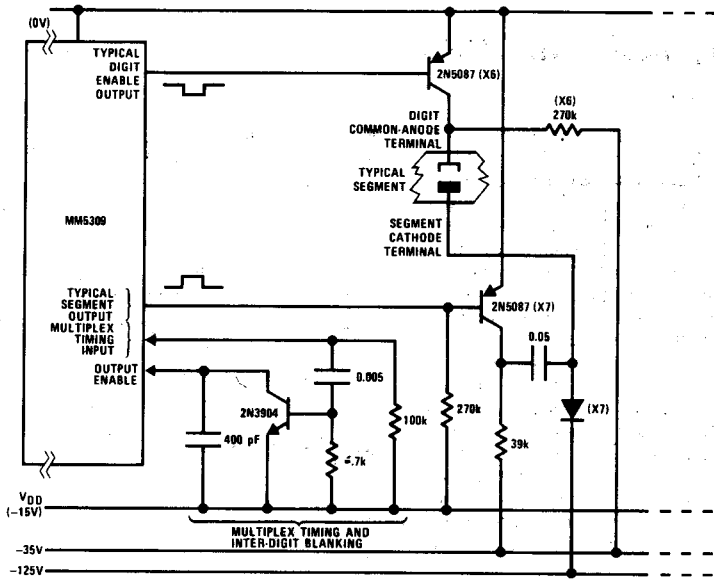 (0V)
TYPICAL
DIGIT
ENABLE
OUTPUT
2N5087 (X6)
(X6)
270k
DIGIT
COMMON-ANODE
TERMINAL
TYPICAL
SEGMENT
MM5309
SEGMENT
CATHODE
TERMINAL
TYPICAL
SEGMENT
OUTPUT
MULTIPLEX
TIMING
INPUT
OUTPUT
ENABLE
2N5087 (X7)
0.05
0.005
(X7)
2N3904
100k
270k
400 pF
39k
VDD
(-15V)
MULTIPLEX TIMING AND
INTER-DIGIT BLANKING
-35V
-125V